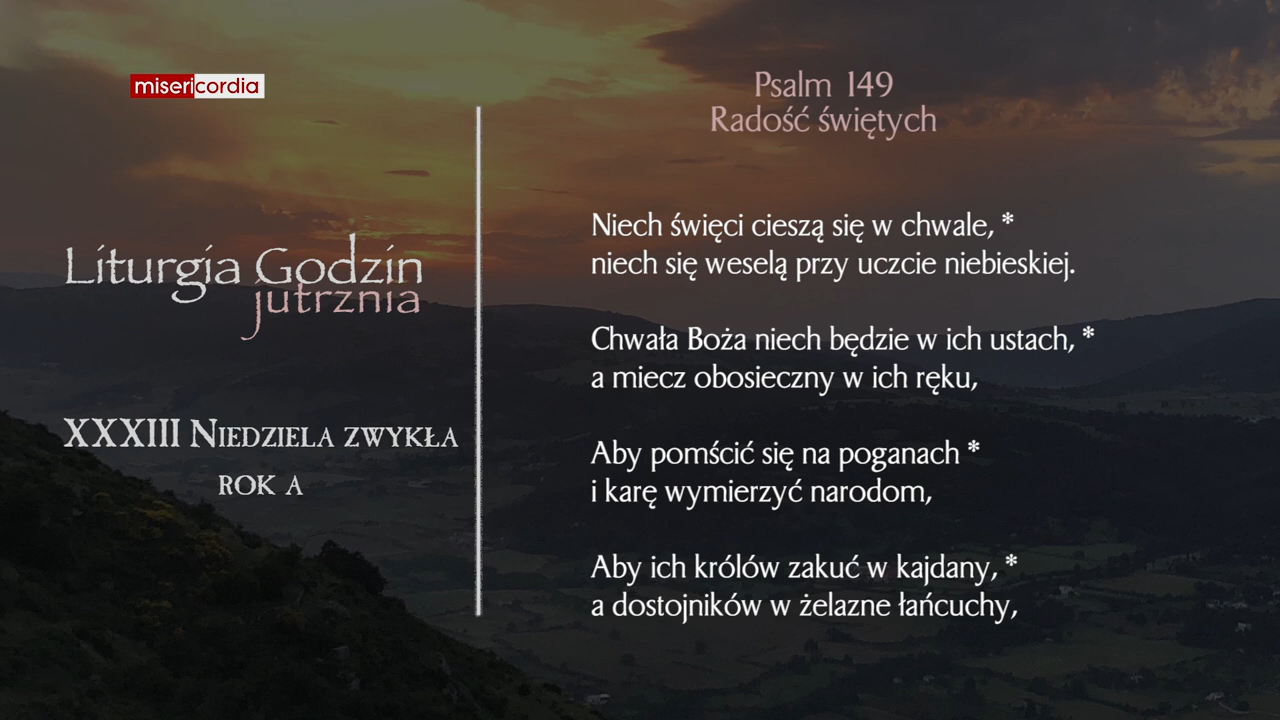 misericordia
Liturgia Godzin
jutrznia
XXXIII Niedziela zwykła
rok a
Psalm 149
Radość świętych
Niech święci cieszą się w chwale, *
niech się weselą przy uczcie niebieskiej.
Chwała Boża niech będzie w ich ustach, *
a miecz obosieczny w ich ręku,
Aby pomścić się na poganach *
i karę wymierzyć narodom,
Aby ich królów zakuć w kajdany, *
a dostojników w żelazne łańcuchy,